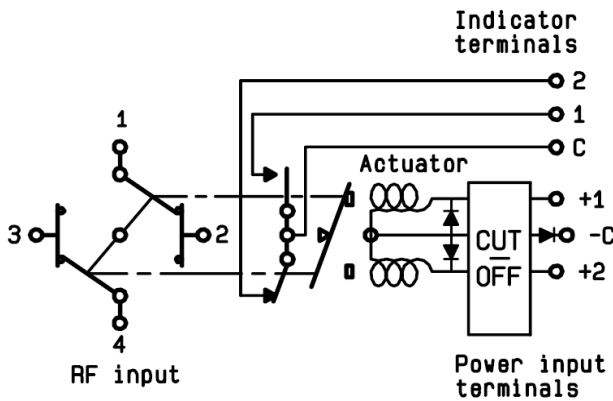 Indicator
terminals
2
1
C
1
Actuator
3
2
+1
CUT
-C
OFF
+2
4
RF input
Power input
terminals